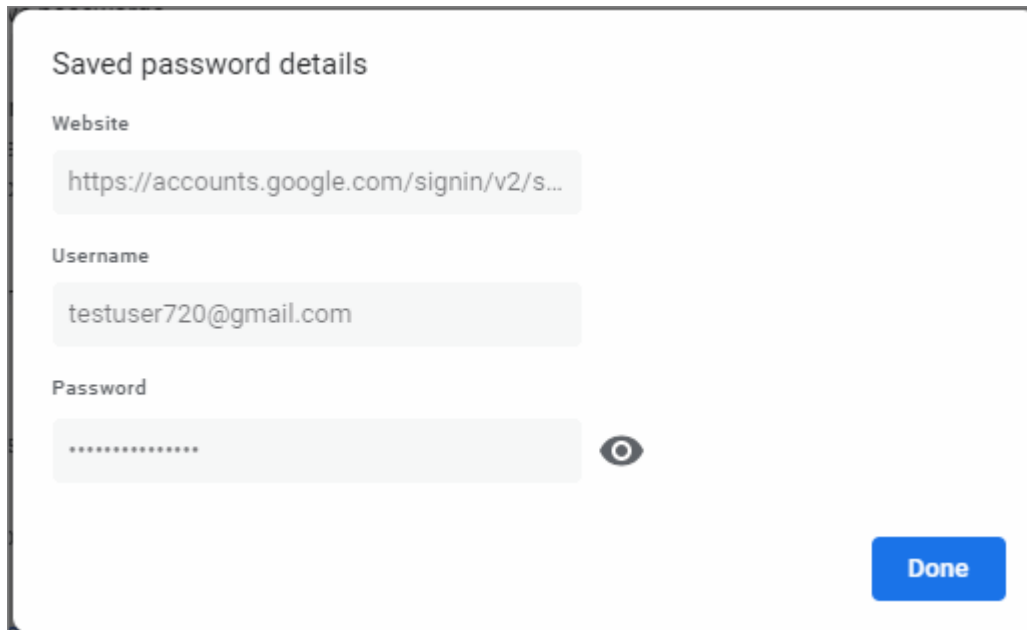 Saved password details
Website
https://accounts.google.com/signin/v2/s...
Username
testuser720@gmail.com
Password
•••••••••••••••
Done